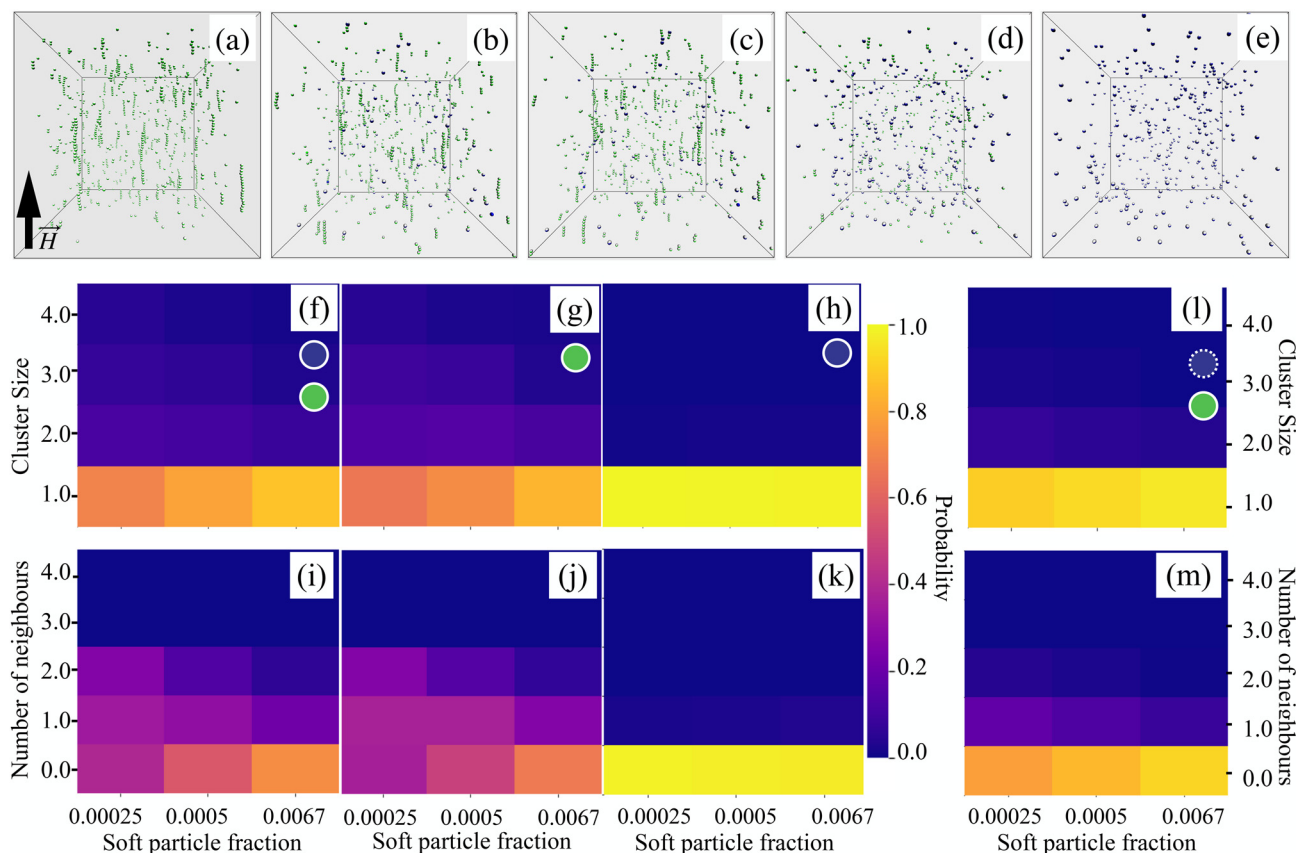 (a) (b) (c) (d) (e)
H
(f) (g) (h) (l)
4.0 3.0 2.0 1.0
Cluster Size
1.0 0.8 0.6 0.4 0.2 0.0
Probability
4.0 3.0 2.0 1.0
Cluster Size
(i) (j) (k) (m)
4.0 3.0 2.0 1.0 0.0
Number of neighbours
4.0 3.0 2.0 1.0 0.0
Number of neighbours
0.00025 0.0005 0.0067 0.00025 0.0005 0.0067 0.00025 0.0005 0.0067 0.00025 0.0005 0.0067
Soft particle fraction Soft particle fraction Soft particle fraction Soft particle fraction